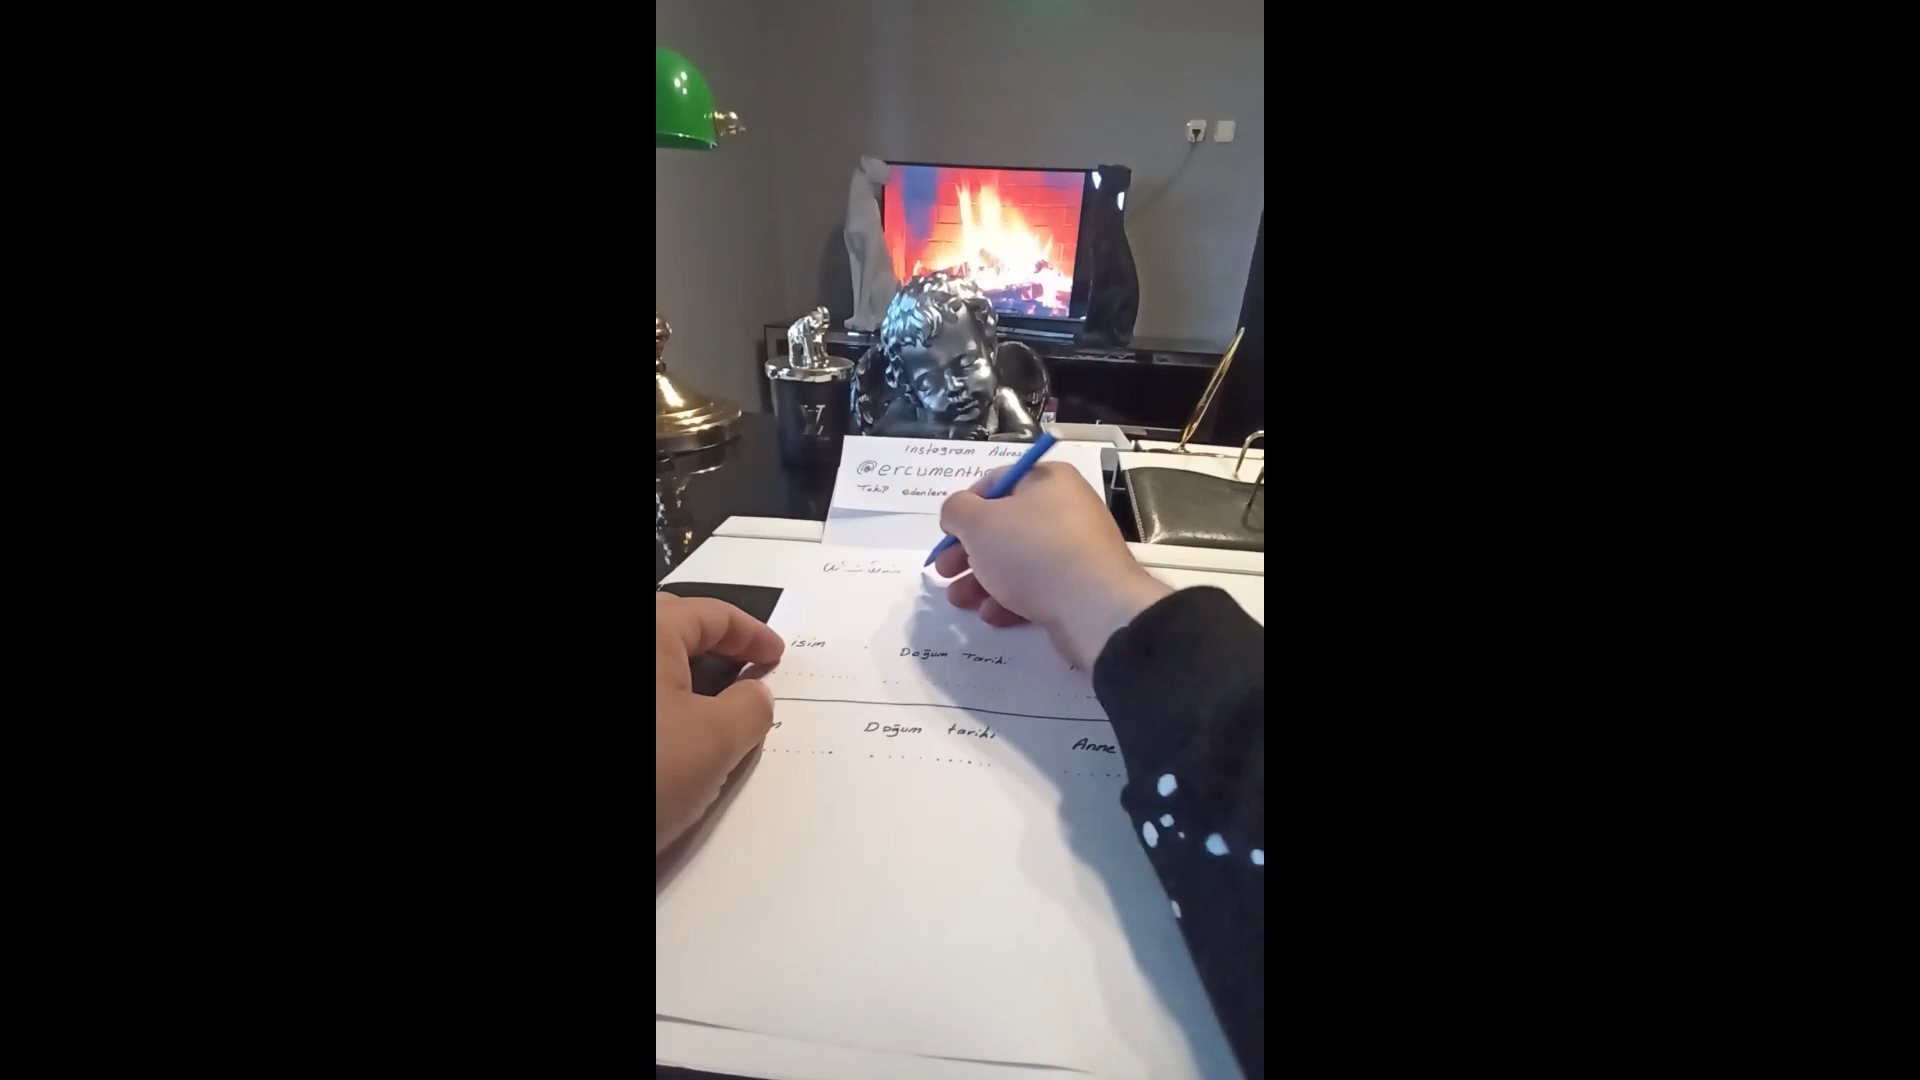 instagram Adres
@ercumenthe
Takip edenlere
isim
Doğum Tarihi
Doğum tarihi
Anne